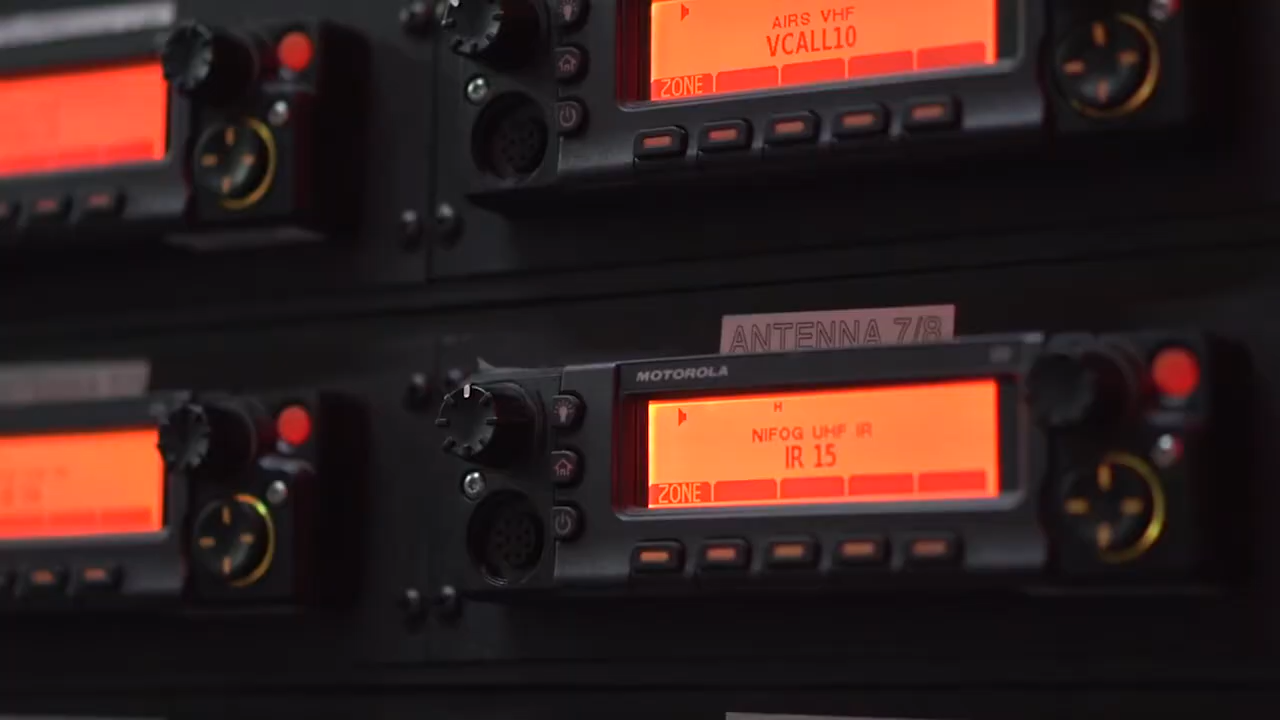 AIRS VHF
VCALL10
ZONE
ANTENNA 7/8
MOTOROLA
H
NIFOG UHF IR
IR 15
ZONE